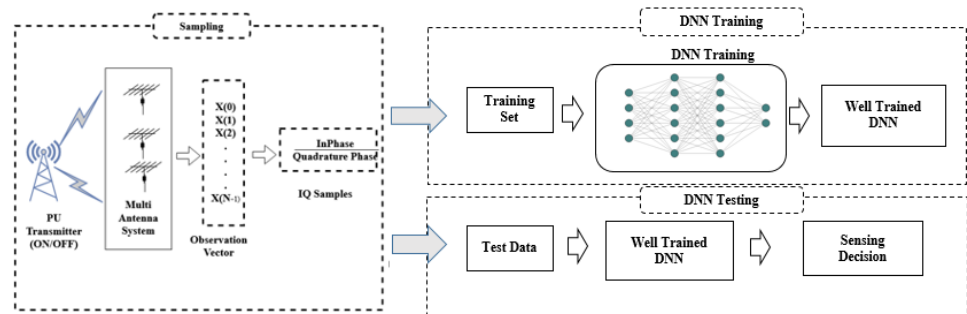 Sampling
PU
Transmitter
(ON/OFF)
Multi
Antenna
System
X(0)
X(1)
X(2)
.
.
.
.
X(N-1)
Observation
Vector
InPhase
Quadrature Phase
IQ Samples
DNN Training
DNN Training
Training
Set
Well Trained
DNN
DNN Testing
Test Data
Well Trained
DNN
Sensing
Decision